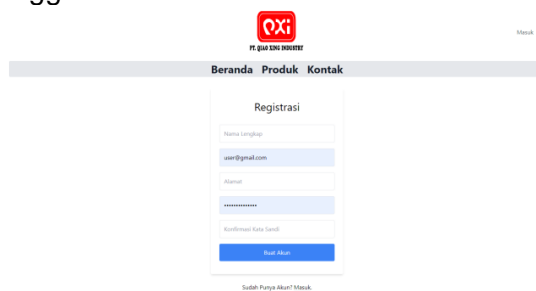 gg
QXi
PT. QIAO XING INDUSTRY
Masuk
Beranda Produk Kontak
Registrasi
Nama Lengkap
user@gmail.com
Alamat
••••••••••••••
Konfirmasi Kata Sandi
Buat Akun
Sudah Punya Akun? Masuk.